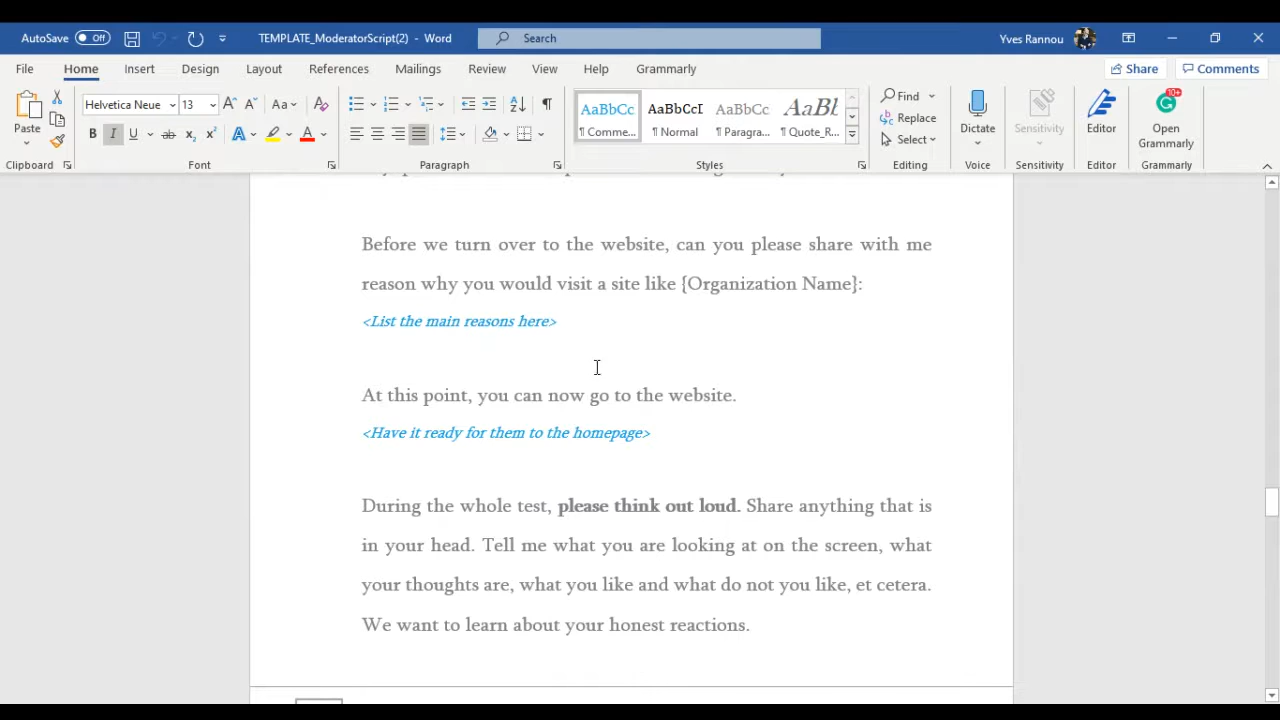 AutoSave Off TEMPLATE_ModeratorScript(2) - Word Search Yves Rannou
File Home Insert Design Layout References Mailings Review View Help Grammarly Share Comments
Paste Helvetica Neue 13 Aa AaBbCc AaBbCcI AaBbCc AaBl Find Replace Select Dictate Sensitivity Editor Open Grammarly 10+
B I U ab x₂ x² A A ¶ Comme... ¶ Normal ¶ Paragra... ¶ Quote_R...
Clipboard Font Paragraph Styles Editing Voice Sensitivity Editor Grammarly
Before we turn over to the website, can you please share with me
reason why you would visit a site like {Organization Name}:
<List the main reasons here>
At this point, you can now go to the website.
<Have it ready for them to the homepage>
During the whole test, please think out loud. Share anything that is
in your head. Tell me what you are looking at on the screen, what
your thoughts are, what you like and what do not you like, et cetera.
We want to learn about your honest reactions.